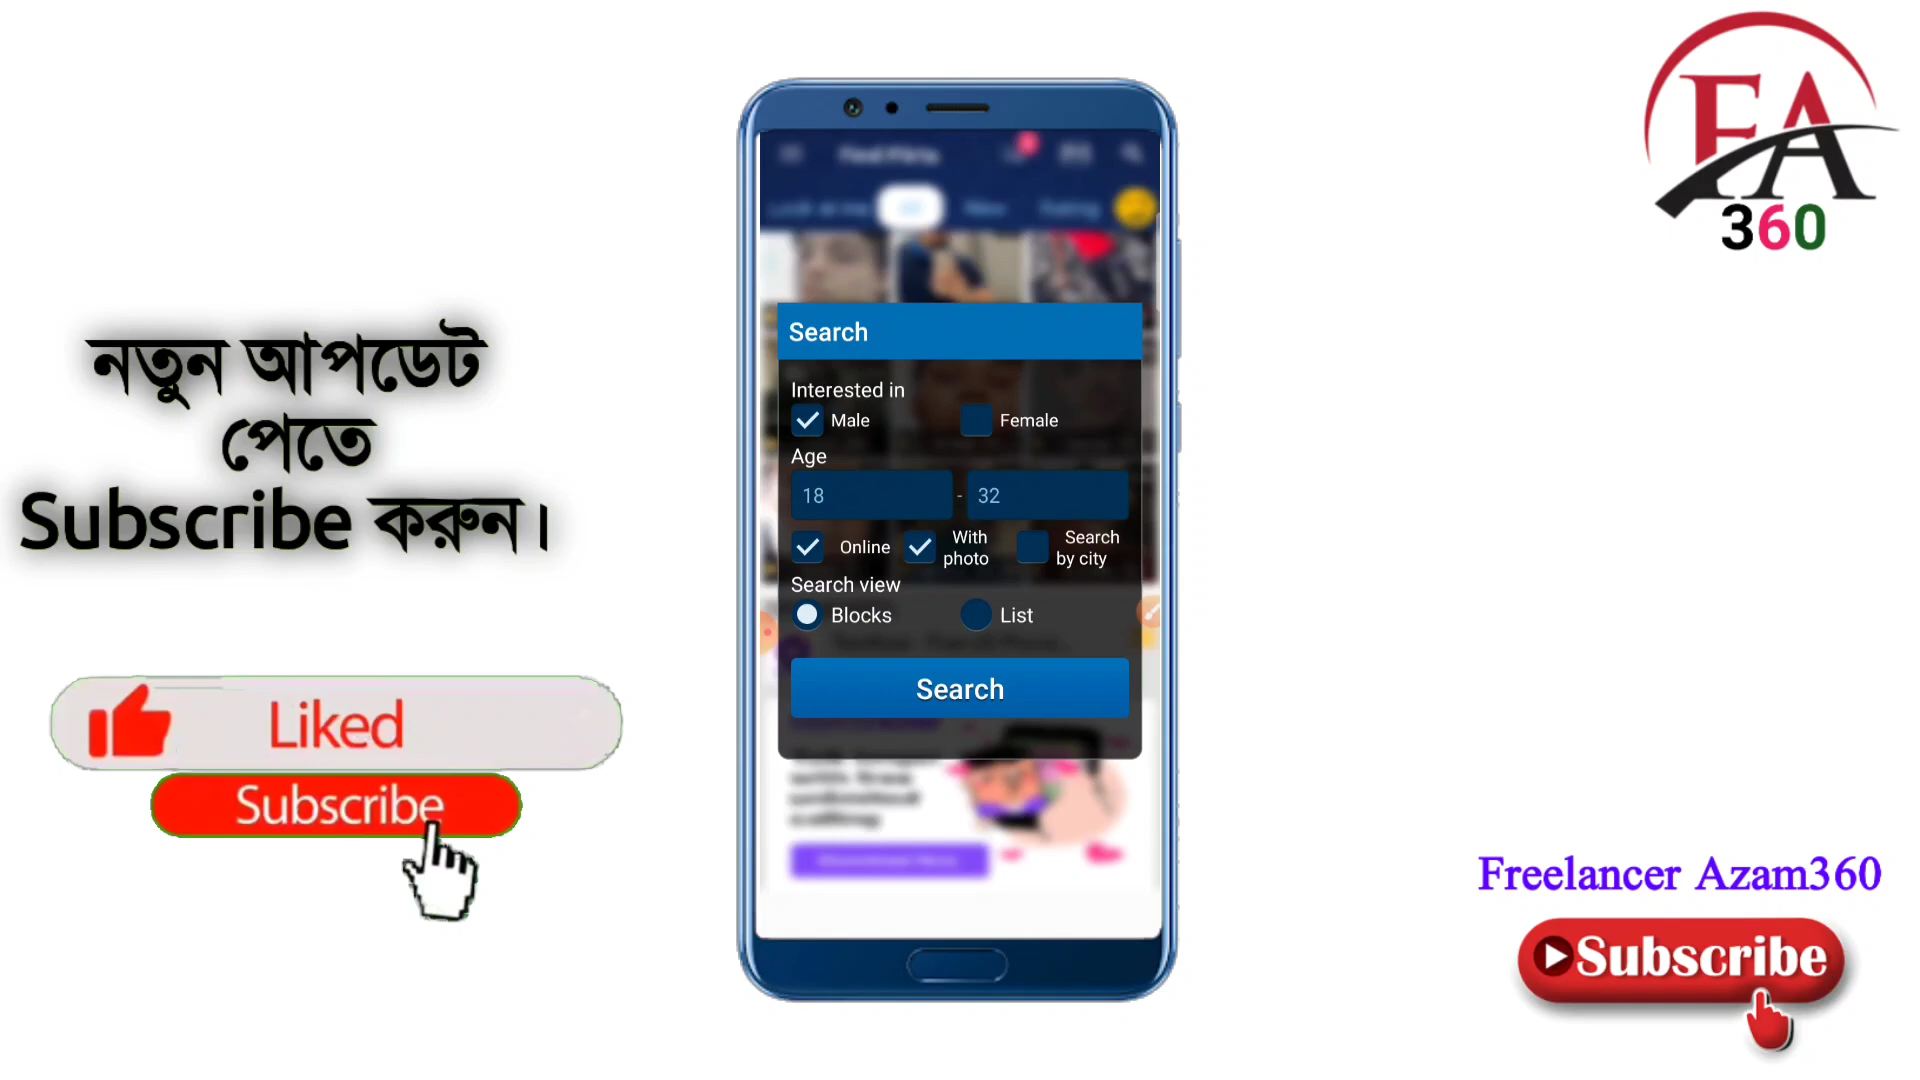 FA
360
নতুন আপডেট
পেতে
Subscribe করুন।
Liked
Subscribe
Search
Interested in
Male Female
Age
18 - 32
Online With photo Search by city
Search view
Blocks List
Search
Freelancer Azam360
Subscribe